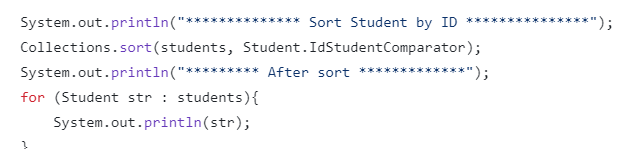 System.out.println("************** Sort Student by ID ***************");
Collections.sort(students, Student.IdStudentComparator);
System.out.println("********* After sort *************");
for (Student str : students){
    System.out.println(str);
}